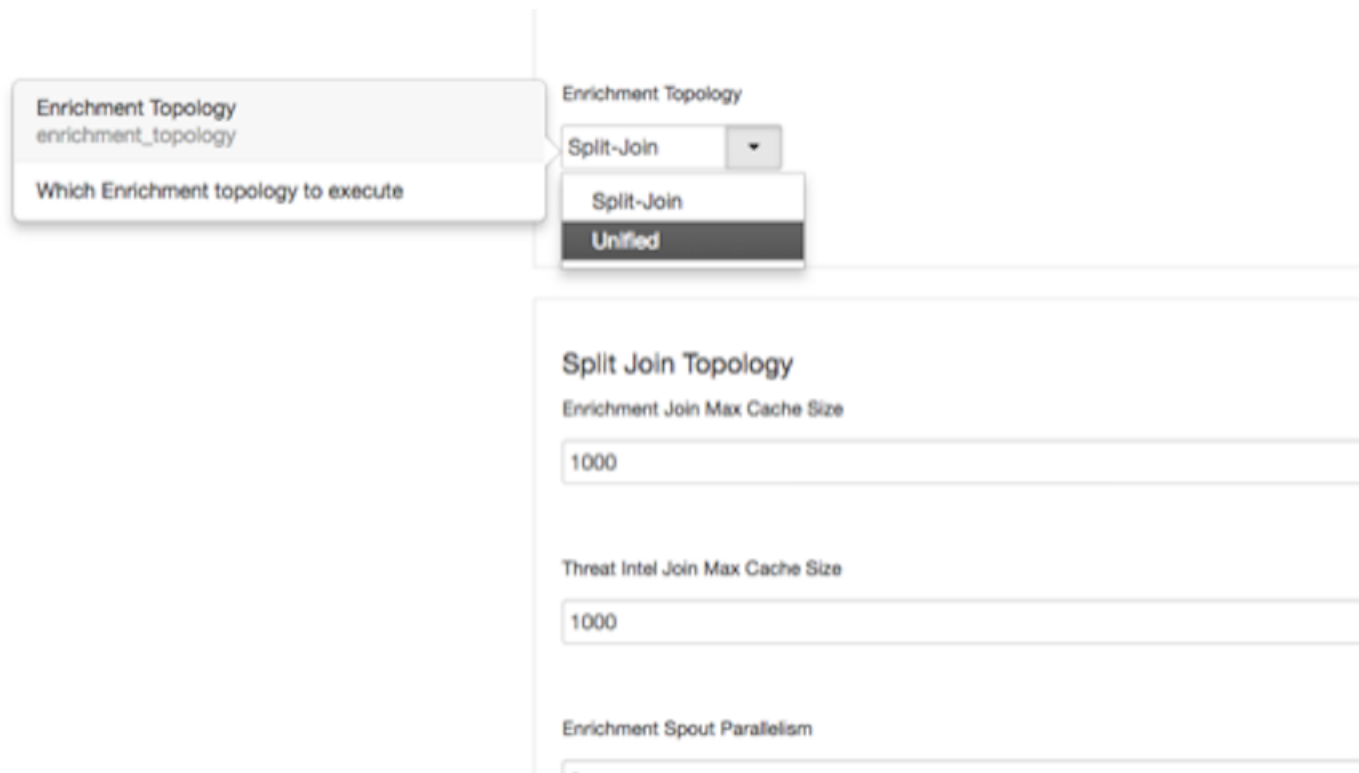 Enrichment Topology
enrichment_topology
Which Enrichment topology to execute
Enrichment Topology
Split-Join
Split-Join
Unified
Split Join Topology
Enrichment Join Max Cache Size
1000
Threat Intel Join Max Cache Size
1000
Enrichment Spout Parallelism